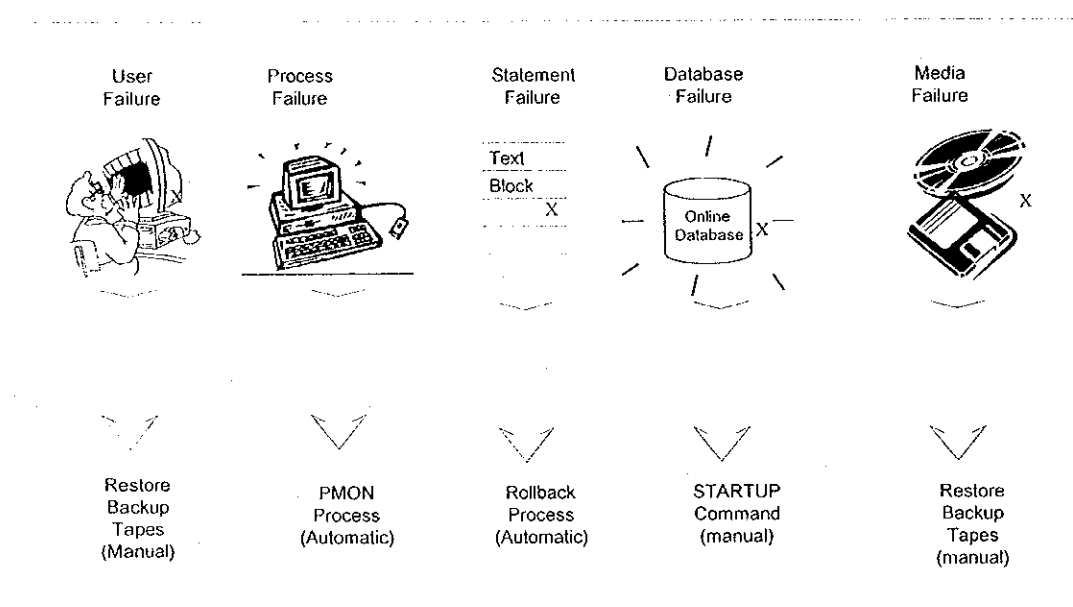 User
Failure
Process
Failure
Statement
Failure
Database
Failure
Media
Failure
X
Text
Block
X
Online
Database
X
X
Restore
Backup
Tapes
(Manual)
PMON
Process
(Automatic)
Rollback
Process
(Automatic)
STARTUP
Command
(manual)
Restore
Backup
Tapes
(manual)